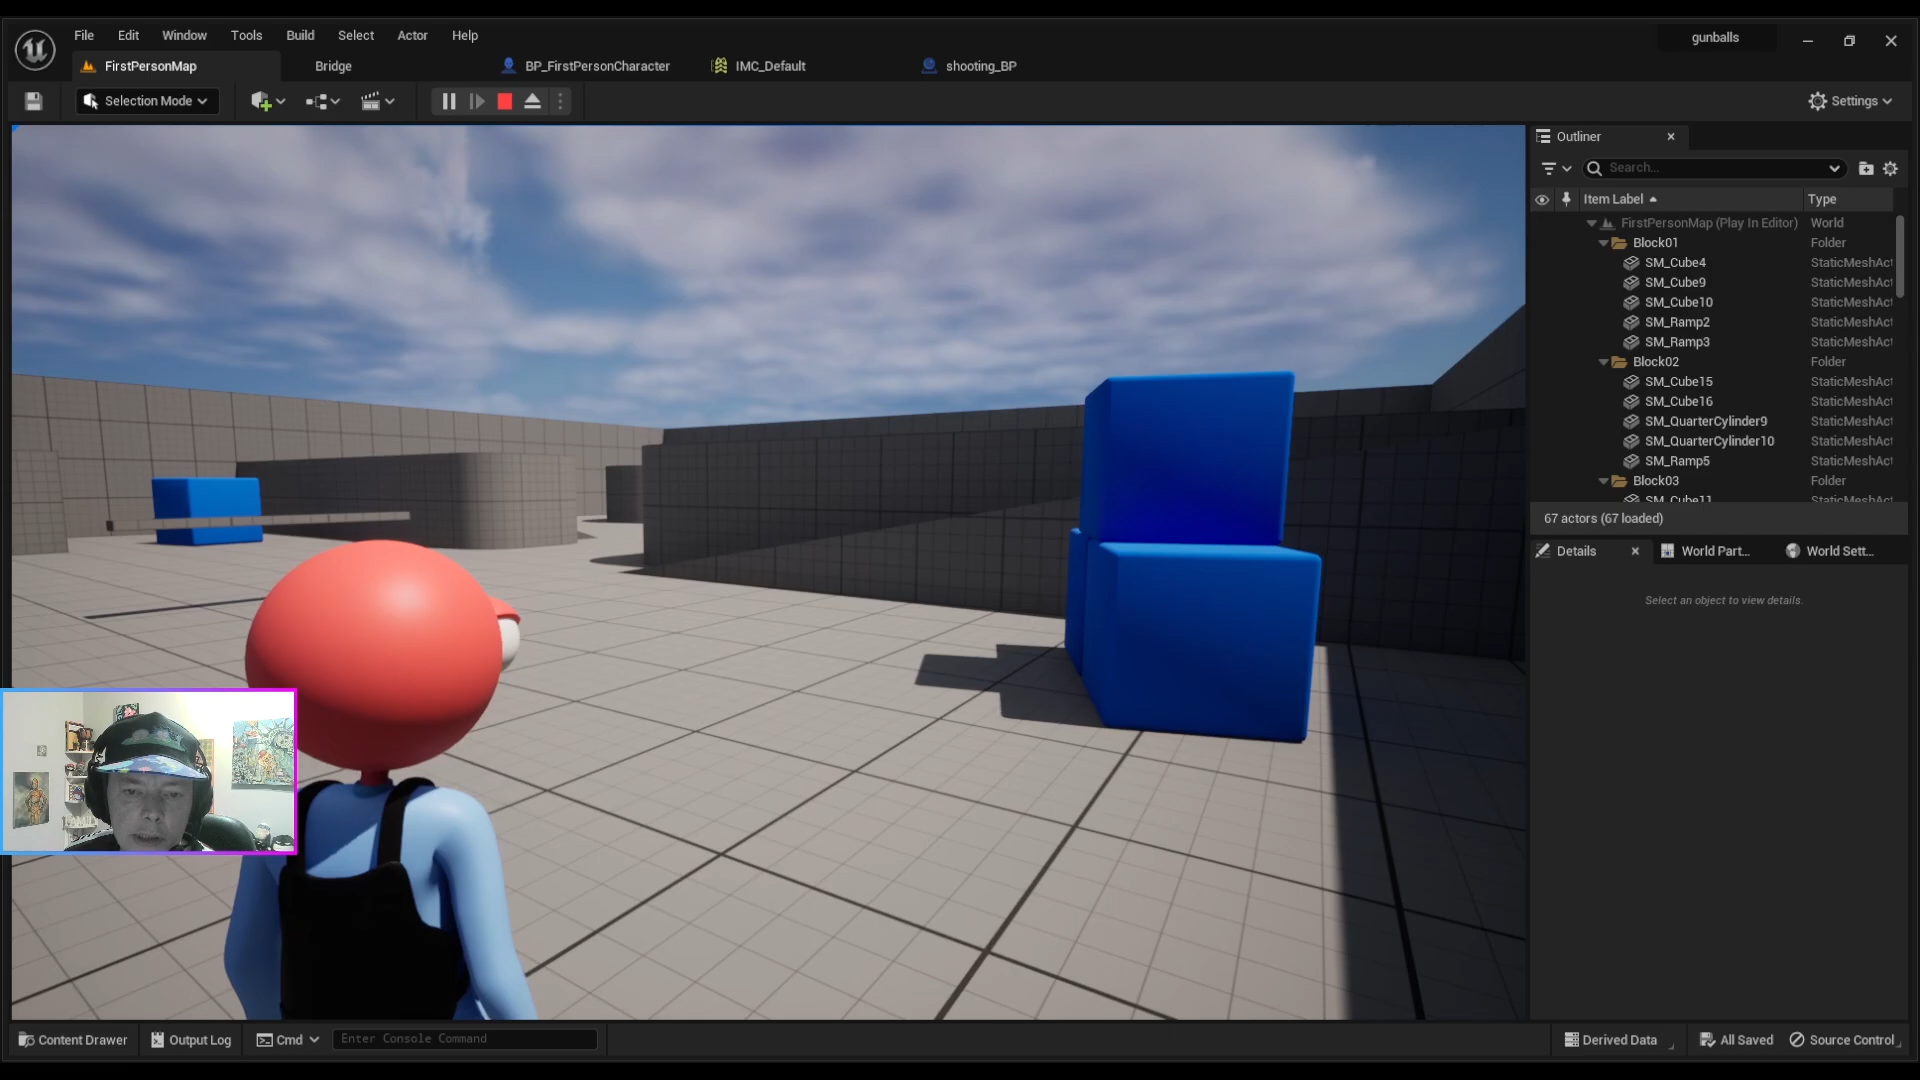 File Edit Window Tools Build Select Actor Help
gunballs
FirstPersonMap
Bridge
BP_FirstPersonCharacter
IMC_Default
shooting_BP
Selection Mode
Settings
Outliner
Search...
Item Label
Type
FirstPersonMap (Play In Editor) World
Block01 Folder
SM_Cube4 StaticMeshAct
SM_Cube9 StaticMeshAct
SM_Cube10 StaticMeshAct
SM_Ramp2 StaticMeshAct
SM_Ramp3 StaticMeshAct
Block02 Folder
SM_Cube15 StaticMeshAct
SM_Cube16 StaticMeshAct
SM_QuarterCylinder9 StaticMeshAct
SM_QuarterCylinder10 StaticMeshAct
SM_Ramp5 StaticMeshAct
Block03 Folder
SM_Cube11 StaticMeshAct
67 actors (67 loaded)
Details
World Part...
World Sett...
Select an object to view details.
Content Drawer
Output Log
Cmd
Enter Console Command
Derived Data
All Saved
Source Control